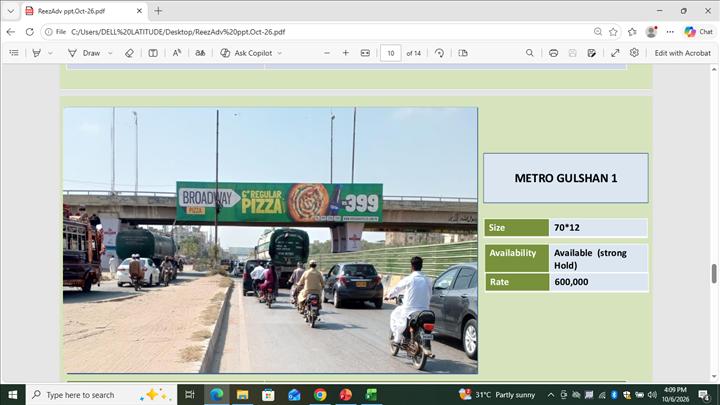 ReezAdv ppt.Oct-26.pdf
File
C:/Users/DELL%20LATITUDE/Desktop/ReezAdv%20ppt.Oct-26.pdf
Chat
Draw
Ask Copilot
10
of 14
Edit with Acrobat
BROADWAY
PIZZA
6" REGULAR
PIZZA
399
METRO GULSHAN 1
Size
70*12
Availability
Available (strong
Hold)
Rate
600,000
Type here to search
31°C Partly sunny
4:09 PM
10/6/2026